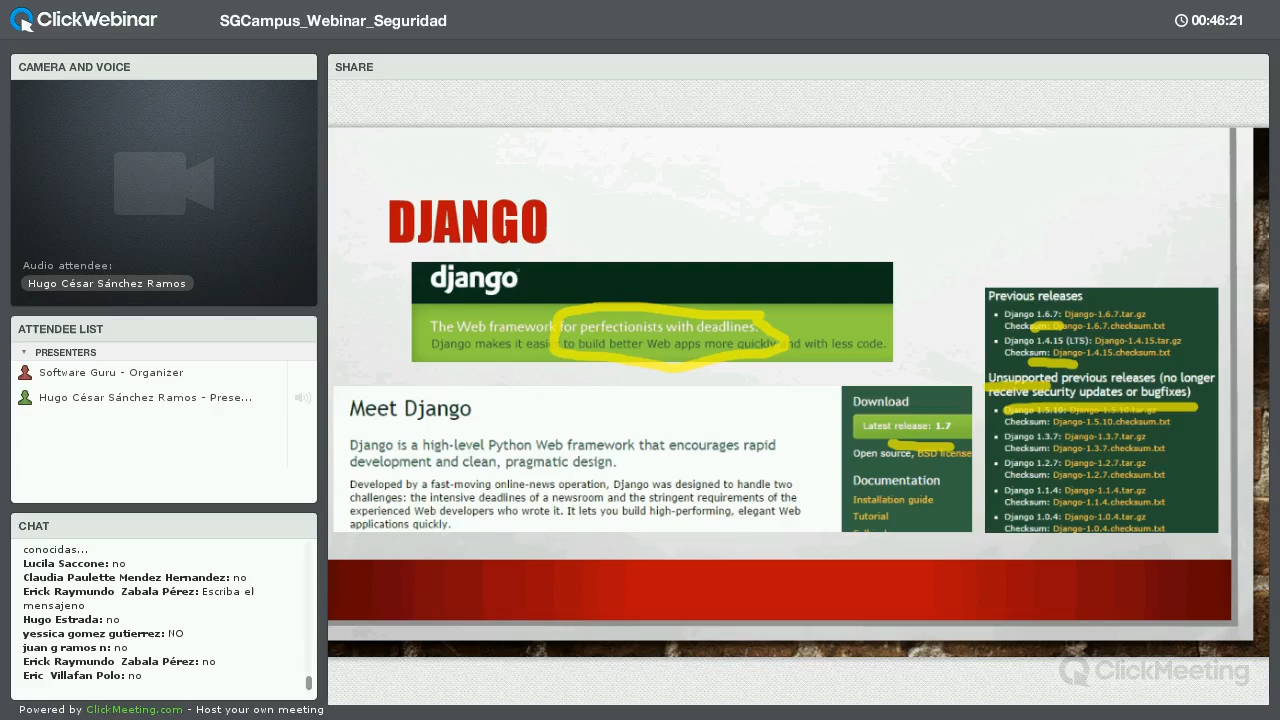 ClickWebinar
SGCampus_Webinar_Seguridad
00:46:21
CAMERA AND VOICE
Audio attendee:
Hugo César Sánchez Ramos
ATTENDEE LIST
PRESENTERS
Software Guru - Organizer
Hugo César Sánchez Ramos - Prese...
CHAT
conocidas...
Lucila Saccone: no
Claudia Paulette Mendez Hernandez: no
Erick Raymundo Zabala Pérez: Escriba el
mensajeno
Hugo Estrada: no
yessica gomez gutierrez: NO
juan g ramos n: no
Erick Raymundo Zabala Pérez: no
Eric Villafan Polo: no
Powered by ClickMeeting.com - Host your own meeting
SHARE
DJANGO
django
The Web framework for perfectionists with deadlines.
Django makes it easier to build better Web apps more quickly and with less code.
Meet Django
Django is a high-level Python Web framework that encourages rapid
development and clean, pragmatic design.
Developed by a fast-moving online-news operation, Django was designed to handle two
challenges: the intensive deadlines of a newsroom and the stringent requirements of the
experienced Web developers who wrote it. It lets you build high-performing, elegant Web
applications quickly.
Download
Latest release: 1.7
Open source, BSD license
Documentation
Installation guide
Tutorial
Previous releases
Django 1.6.7: Django-1.6.7.tar.gz
Checksum: Django-1.6.7.checksum.txt
Django 1.4.15 (LTS): Django-1.4.15.tar.gz
Checksum: Django-1.4.15.checksum.txt
Unsupported previous releases (no longer
receive security updates or bugfixes)
Django 1.5.10: Django-1.5.10.tar.gz
Checksum: Django-1.5.10.checksum.txt
Django 1.3.7: Django-1.3.7.tar.gz
Checksum: Django-1.3.7.checksum.txt
Django 1.2.7: Django-1.2.7.tar.gz
Checksum: Django-1.2.7.checksum.txt
Django 1.1.4: Django-1.1.4.tar.gz
Checksum: Django-1.1.4.checksum.txt
Django 1.0.4: Django-1.0.4.tar.gz
Checksum: Django-1.0.4.checksum.txt
ClickMeeting